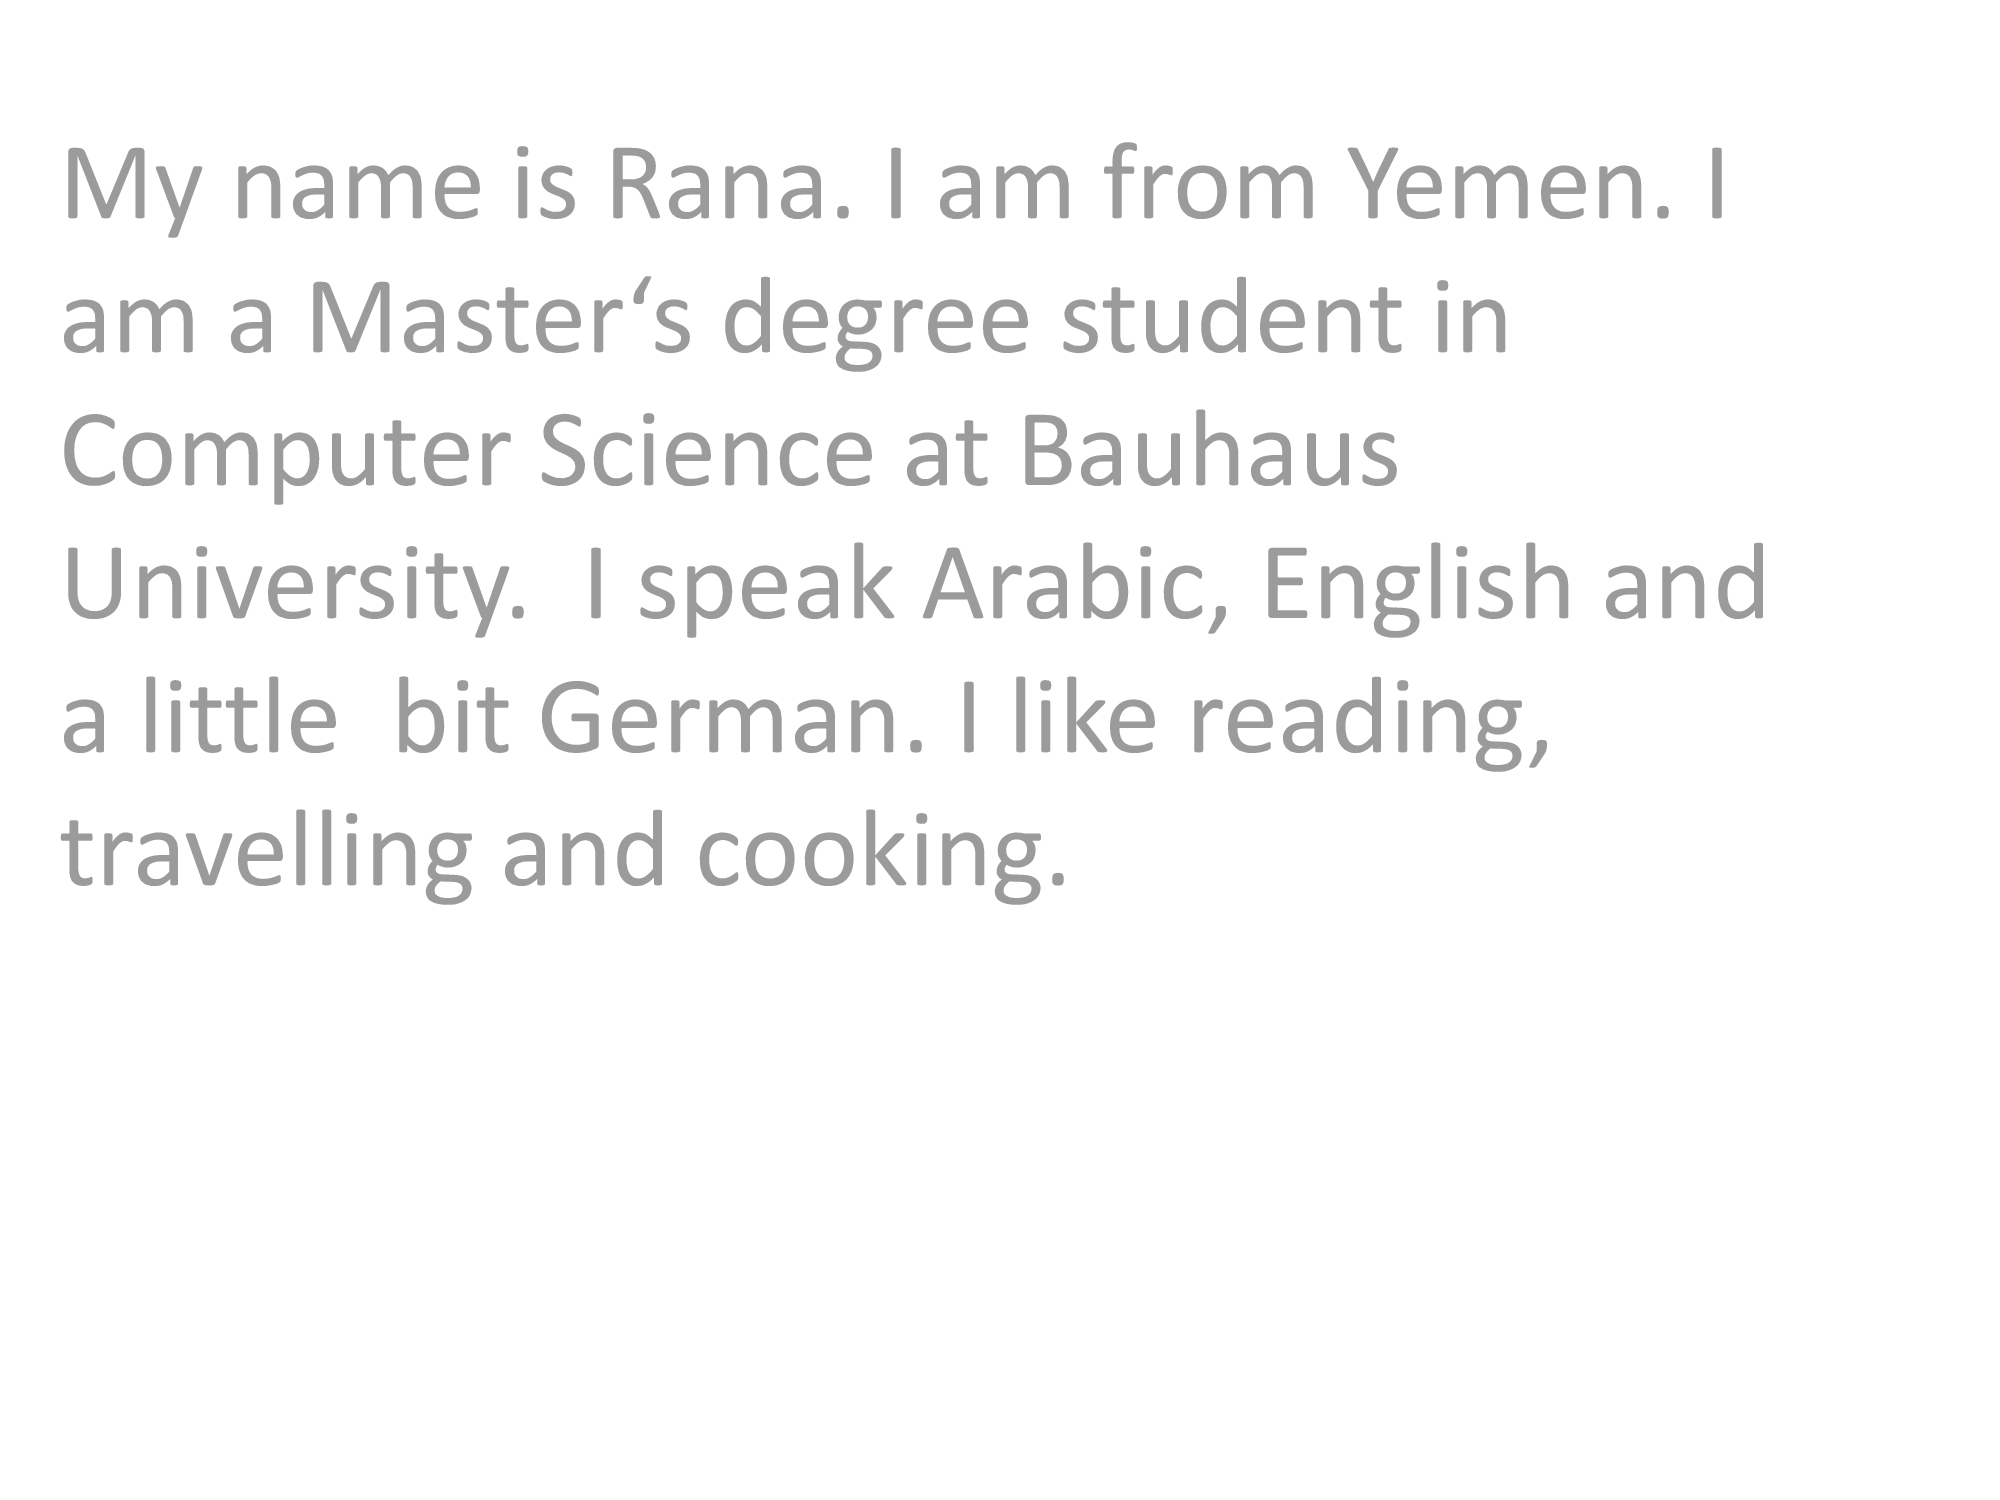 My name is Rana. I am from Yemen. I
am a Master‘s degree student in
Computer Science at Bauhaus
University.  I speak Arabic, English and
a little  bit German. I like reading,
travelling and cooking.